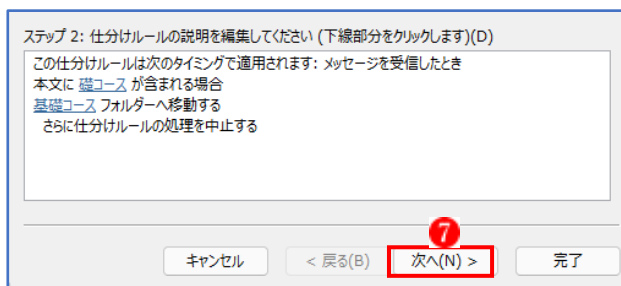 ステップ 2: 仕分けルールの説明を編集してください (下線部分をクリックします)(D)
この仕分けルールは次のタイミングで適用されます: メッセージを受信したとき
本文に 礎コース が含まれる場合
基礎コース フォルダーへ移動する
さらに仕分けルールの処理を中止する
7
キャンセル < 戻る(B) 次へ(N) > 完了